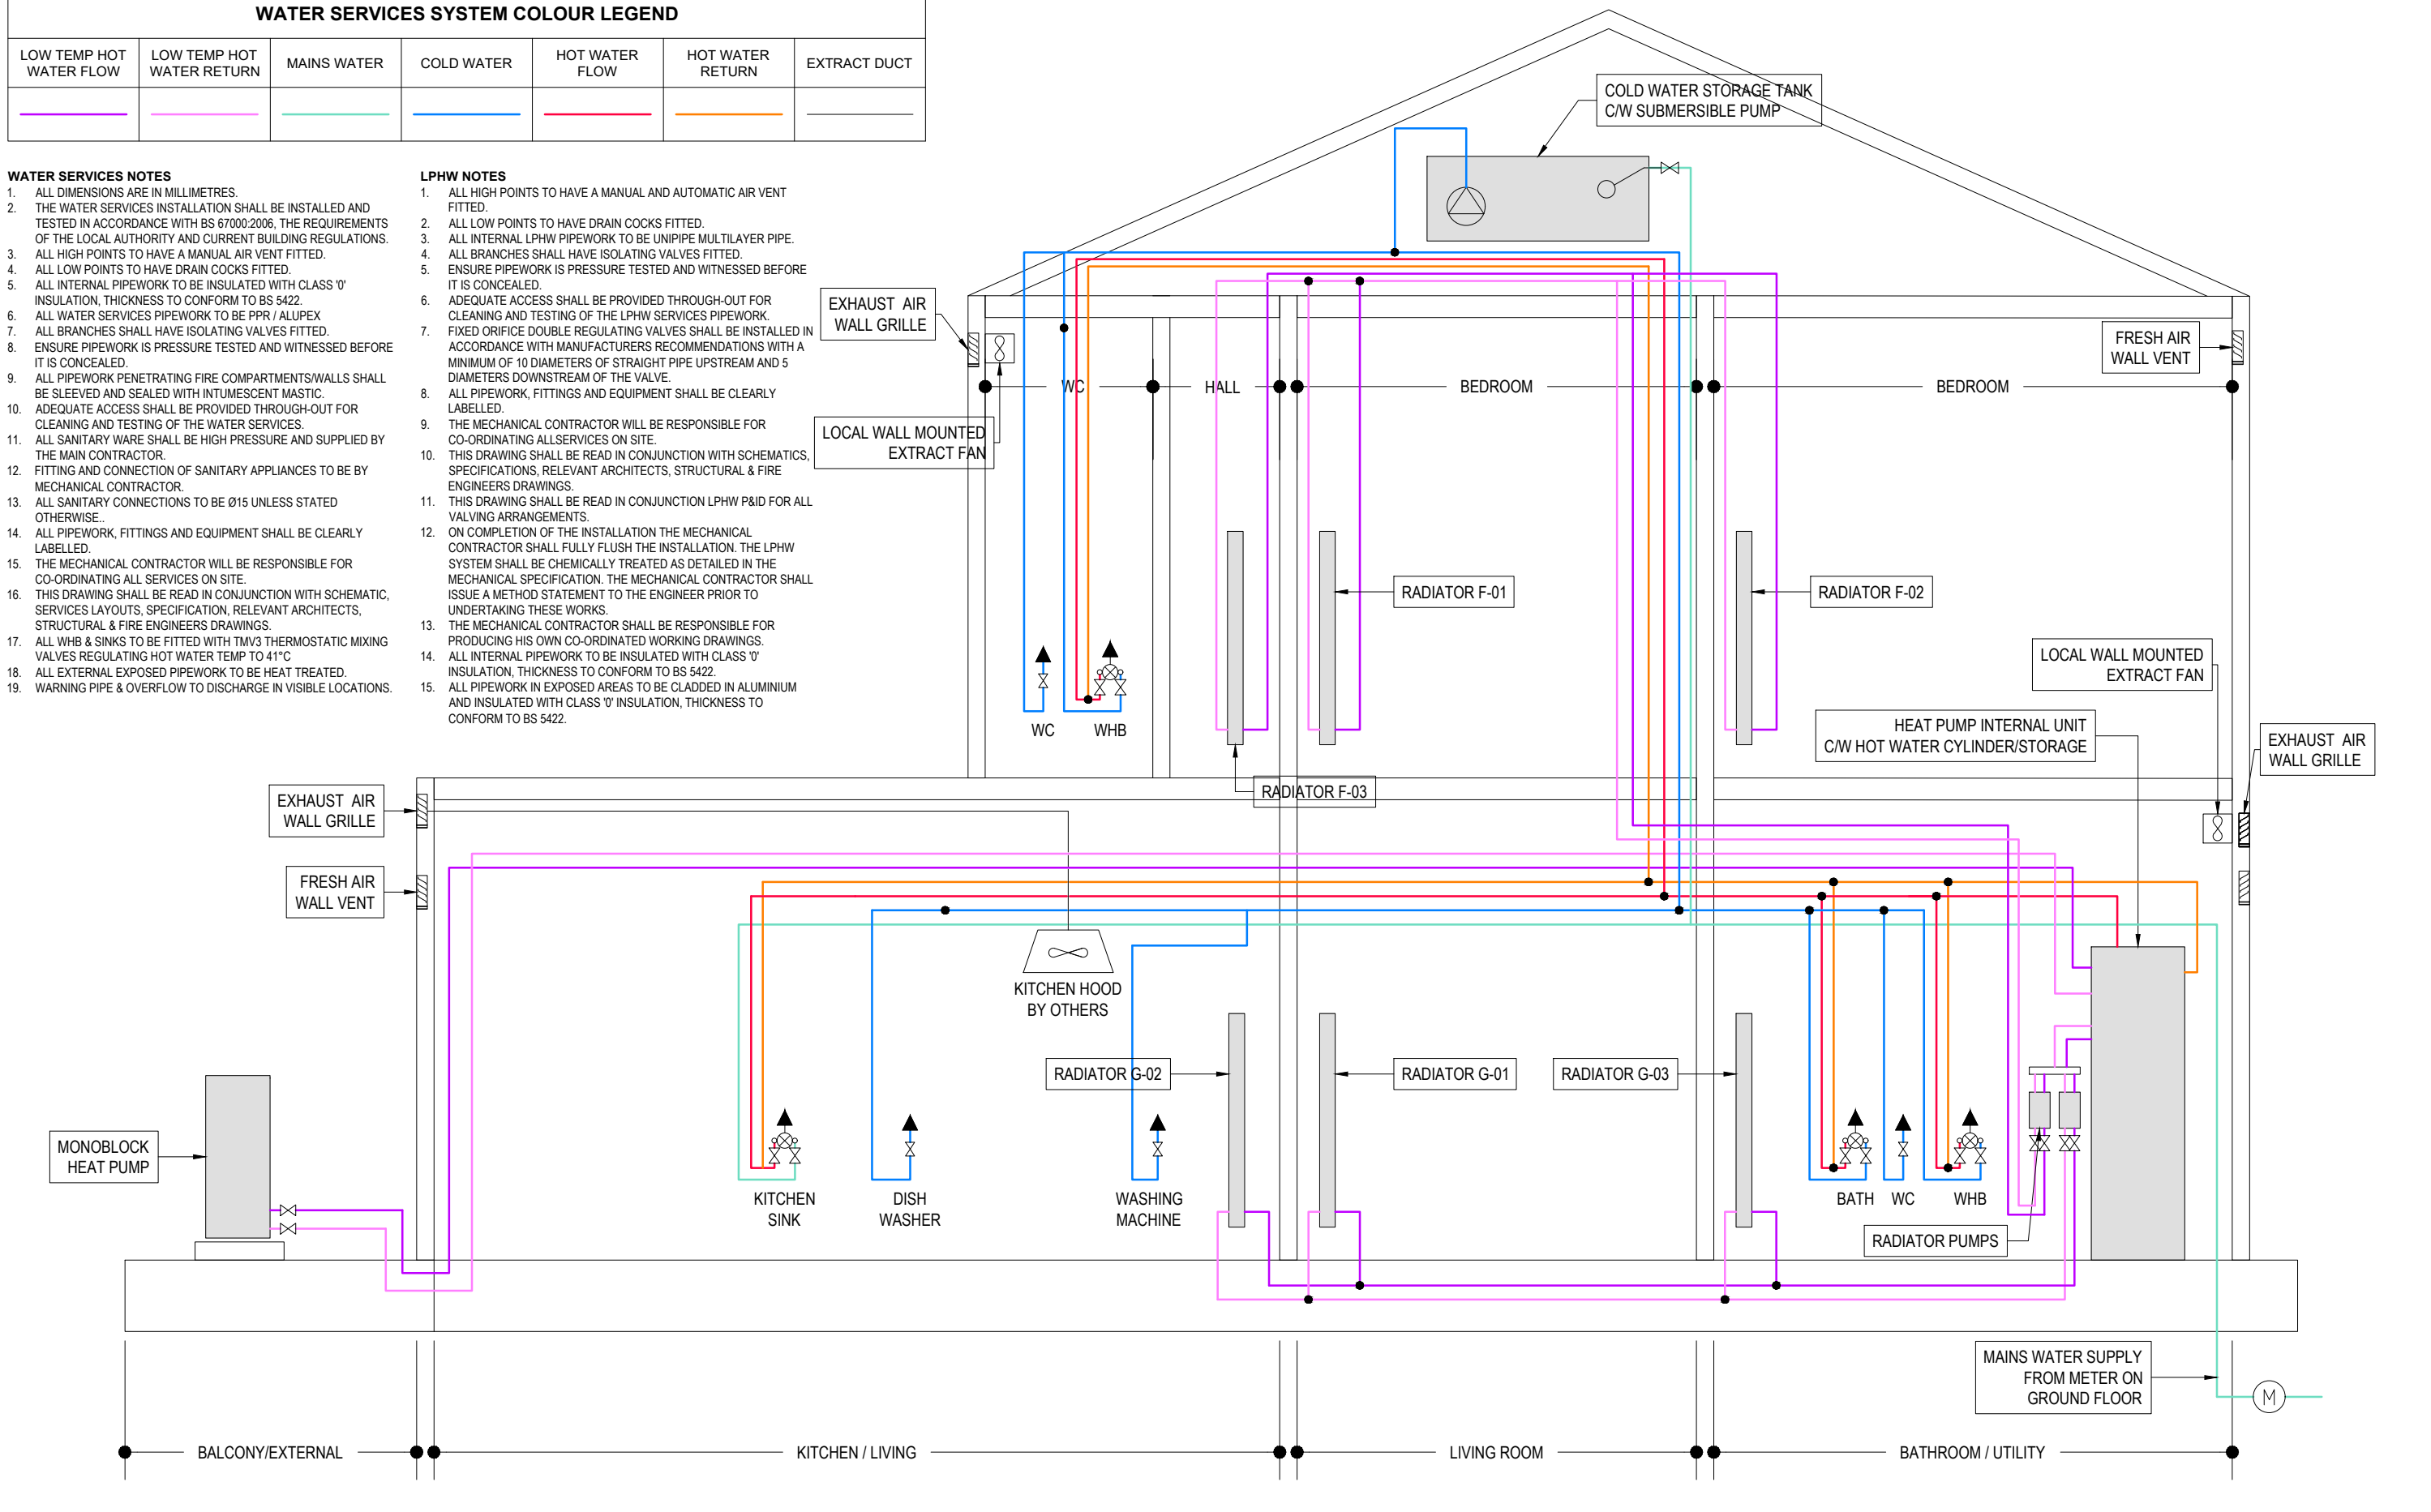 WATER SERVICES SYSTEM COLOUR LEGEND
LOW TEMP HOT
WATER FLOW
LOW TEMP HOT
WATER RETURN
MAINS WATER
COLD WATER
HOT WATER
FLOW
HOT WATER
RETURN
EXTRACT DUCT
WATER SERVICES NOTES
1. ALL DIMENSIONS ARE IN MILLIMETRES.
2. THE WATER SERVICES INSTALLATION SHALL BE INSTALLED AND
TESTED IN ACCORDANCE WITH BS 67000:2006, THE REQUIREMENTS
OF THE LOCAL AUTHORITY AND CURRENT BUILDING REGULATIONS.
3. ALL HIGH POINTS TO HAVE A MANUAL AIR VENT FITTED.
4. ALL LOW POINTS TO HAVE DRAIN COCKS FITTED.
5. ALL INTERNAL PIPEWORK TO BE INSULATED WITH CLASS '0'
INSULATION, THICKNESS TO CONFORM TO BS 5422.
6. ALL WATER SERVICES PIPEWORK TO BE PPR / ALUPEX
7. ALL BRANCHES SHALL HAVE ISOLATING VALVES FITTED.
8. ENSURE PIPEWORK IS PRESSURE TESTED AND WITNESSED BEFORE
IT IS CONCEALED.
9. ALL PIPEWORK PENETRATING FIRE COMPARTMENTS/WALLS SHALL
BE SLEEVED AND SEALED WITH INTUMESCENT MASTIC.
10. ADEQUATE ACCESS SHALL BE PROVIDED THROUGH-OUT FOR
CLEANING AND TESTING OF THE WATER SERVICES.
11. ALL SANITARY WARE SHALL BE HIGH PRESSURE AND SUPPLIED BY
THE MAIN CONTRACTOR.
12. FITTING AND CONNECTION OF SANITARY APPLIANCES TO BE BY
MECHANICAL CONTRACTOR.
13. ALL SANITARY CONNECTIONS TO BE Ø15 UNLESS STATED
OTHERWISE..
14. ALL PIPEWORK, FITTINGS AND EQUIPMENT SHALL BE CLEARLY
LABELLED.
15. THE MECHANICAL CONTRACTOR WILL BE RESPONSIBLE FOR
CO-ORDINATING ALL SERVICES ON SITE.
16. THIS DRAWING SHALL BE READ IN CONJUNCTION WITH SCHEMATIC,
SERVICES LAYOUTS, SPECIFICATION, RELEVANT ARCHITECTS,
STRUCTURAL & FIRE ENGINEERS DRAWINGS.
17. ALL WHB & SINKS TO BE FITTED WITH TMV3 THERMOSTATIC MIXING
VALVES REGULATING HOT WATER TEMP TO 41°C
18. ALL EXTERNAL EXPOSED PIPEWORK TO BE HEAT TREATED.
19. WARNING PIPE & OVERFLOW TO DISCHARGE IN VISIBLE LOCATIONS.
LPHW NOTES
1. ALL HIGH POINTS TO HAVE A MANUAL AND AUTOMATIC AIR VENT
FITTED.
2. ALL LOW POINTS TO HAVE DRAIN COCKS FITTED.
3. ALL INTERNAL LPHW PIPEWORK TO BE UNIPIPE MULTILAYER PIPE.
4. ALL BRANCHES SHALL HAVE ISOLATING VALVES FITTED.
5. ENSURE PIPEWORK IS PRESSURE TESTED AND WITNESSED BEFORE
IT IS CONCEALED.
6. ADEQUATE ACCESS SHALL BE PROVIDED THROUGH-OUT FOR
CLEANING AND TESTING OF THE LPHW SERVICES PIPEWORK.
7. FIXED ORIFICE DOUBLE REGULATING VALVES SHALL BE INSTALLED IN
ACCORDANCE WITH MANUFACTURERS RECOMMENDATIONS WITH A
MINIMUM OF 10 DIAMETERS OF STRAIGHT PIPE UPSTREAM AND 5
DIAMETERS DOWNSTREAM OF THE VALVE.
8. ALL PIPEWORK, FITTINGS AND EQUIPMENT SHALL BE CLEARLY
LABELLED.
9. THE MECHANICAL CONTRACTOR WILL BE RESPONSIBLE FOR
CO-ORDINATING ALLSERVICES ON SITE.
10. THIS DRAWING SHALL BE READ IN CONJUNCTION WITH SCHEMATICS,
SPECIFICATIONS, RELEVANT ARCHITECTS, STRUCTURAL & FIRE
ENGINEERS DRAWINGS.
11. THIS DRAWING SHALL BE READ IN CONJUNCTION LPHW P&ID FOR ALL
VALVING ARRANGEMENTS.
12. ON COMPLETION OF THE INSTALLATION THE MECHANICAL
CONTRACTOR SHALL FULLY FLUSH THE INSTALLATION. THE LPHW
SYSTEM SHALL BE CHEMICALLY TREATED AS DETAILED IN THE
MECHANICAL SPECIFICATION. THE MECHANICAL CONTRACTOR SHALL
ISSUE A METHOD STATEMENT TO THE ENGINEER PRIOR TO
UNDERTAKING THESE WORKS.
13. THE MECHANICAL CONTRACTOR SHALL BE RESPONSIBLE FOR
PRODUCING HIS OWN CO-ORDINATED WORKING DRAWINGS.
14. ALL INTERNAL PIPEWORK TO BE INSULATED WITH CLASS '0'
INSULATION, THICKNESS TO CONFORM TO BS 5422.
15. ALL PIPEWORK IN EXPOSED AREAS TO BE CLADDED IN ALUMINIUM
AND INSULATED WITH CLASS '0' INSULATION, THICKNESS TO
CONFORM TO BS 5422.
COLD WATER STORAGE TANK
C/W SUBMERSIBLE PUMP
EXHAUST AIR
WALL GRILLE
FRESH AIR
WALL VENT
WC
HALL
BEDROOM
BEDROOM
LOCAL WALL MOUNTED
EXTRACT FAN
RADIATOR F-01
RADIATOR F-02
LOCAL WALL MOUNTED
EXTRACT FAN
WC
WHB
HEAT PUMP INTERNAL UNIT
C/W HOT WATER CYLINDER/STORAGE
EXHAUST AIR
WALL GRILLE
RADIATOR F-03
EXHAUST AIR
WALL GRILLE
FRESH AIR
WALL VENT
KITCHEN HOOD
BY OTHERS
RADIATOR G-02
RADIATOR G-01
RADIATOR G-03
MONOBLOCK
HEAT PUMP
KITCHEN
SINK
DISH
WASHER
WASHING
MACHINE
BATH
WC
WHB
RADIATOR PUMPS
MAINS WATER SUPPLY
FROM METER ON
GROUND FLOOR
M
BALCONY/EXTERNAL
KITCHEN / LIVING
LIVING ROOM
BATHROOM / UTILITY